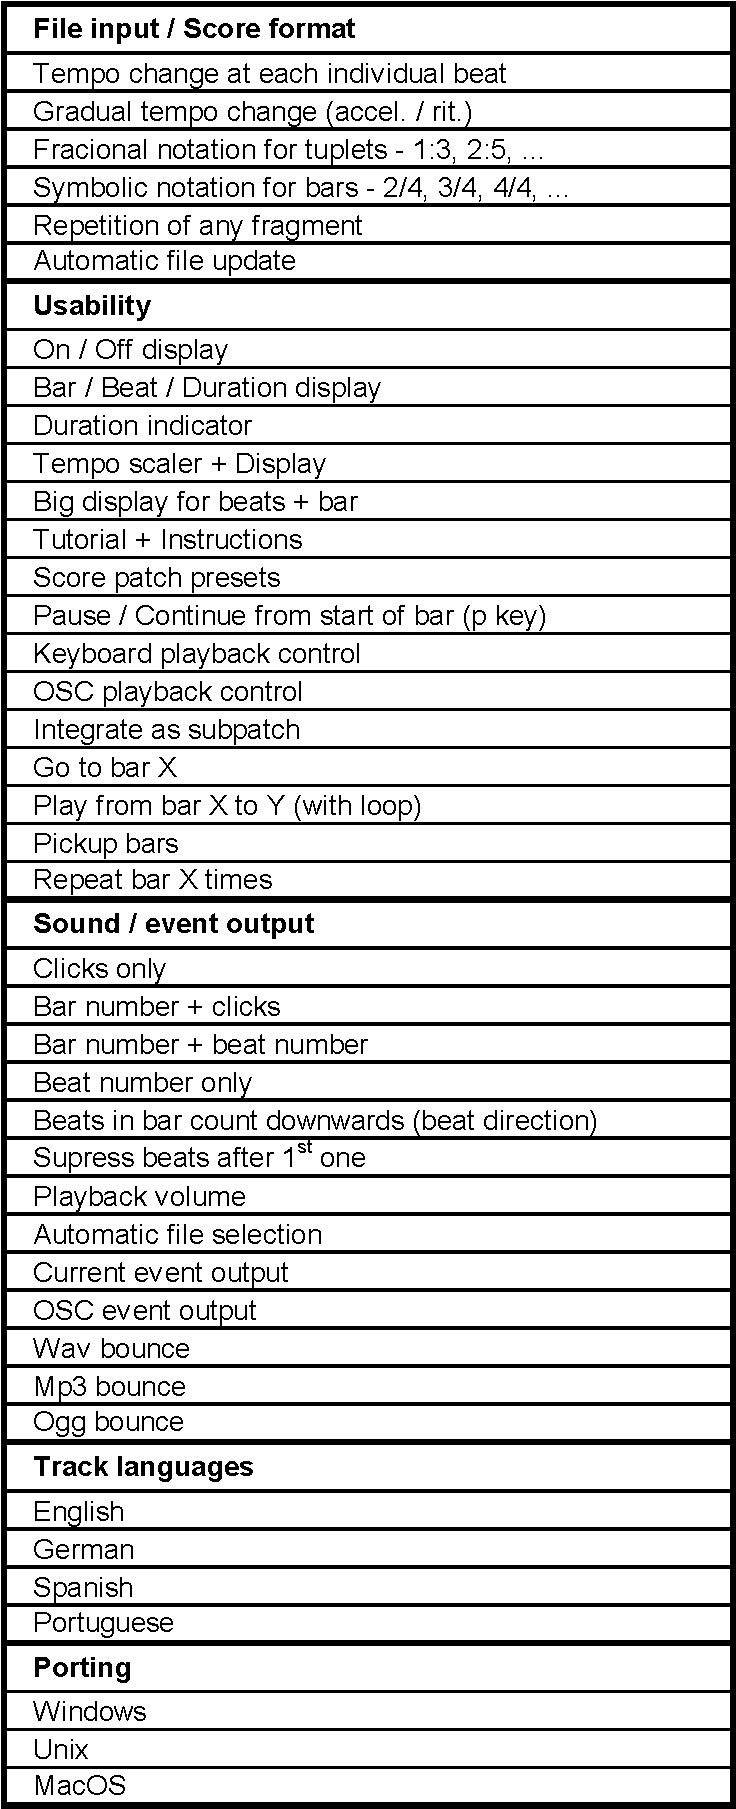 File input / Score format
Tempo change at each individual beat
Gradual tempo change (accel. / rit.)
Fracional notation for tuplets - 1:3, 2:5, ...
Symbolic notation for bars - 2/4, 3/4, 4/4, ...
Repetition of any fragment
Automatic file update
Usability
On / Off display
Bar / Beat / Duration display
Duration indicator
Tempo scaler + Display
Big display for beats + bar
Tutorial + Instructions
Score patch presets
Pause / Continue from start of bar (p key)
Keyboard playback control
OSC playback control
Integrate as subpatch
Go to bar X
Play from bar X to Y (with loop)
Pickup bars
Repeat bar X times
Sound / event output
Clicks only
Bar number + clicks
Bar number + beat number
Beat number only
Beats in bar count downwards (beat direction)
Supress beats after 1st one
Playback volume
Automatic file selection
Current event output
OSC event output
Wav bounce
Mp3 bounce
Ogg bounce
Track languages
English
German
Spanish
Portuguese
Porting
Windows
Unix
MacOS